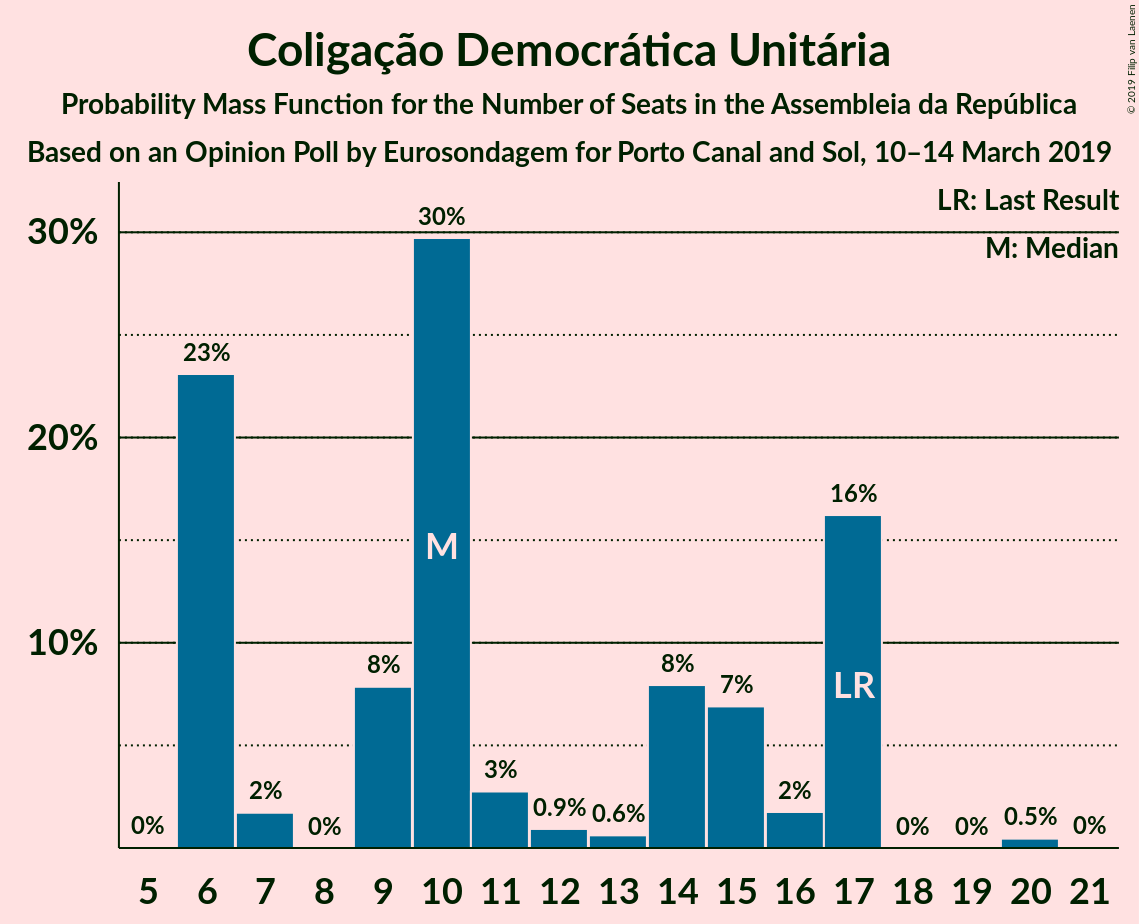 Coligação Democrática Unitária
Probability Mass Function for the Number of Seats in the Assembleia da República
Based on an Opinion Poll by Eurosondagem for Porto Canal and Sol, 10–14 March 2019
© 2019 Filip van Laenen
LR: Last Result
M: Median
30%
20%
10%
0%
23%
2%
0%
8%
30%
3%
0.9%
0.6%
8%
7%
2%
16%
0%
0%
0.5%
0%
M
LR
5 6 7 8 9 10 11 12 13 14 15 16 17 18 19 20 21